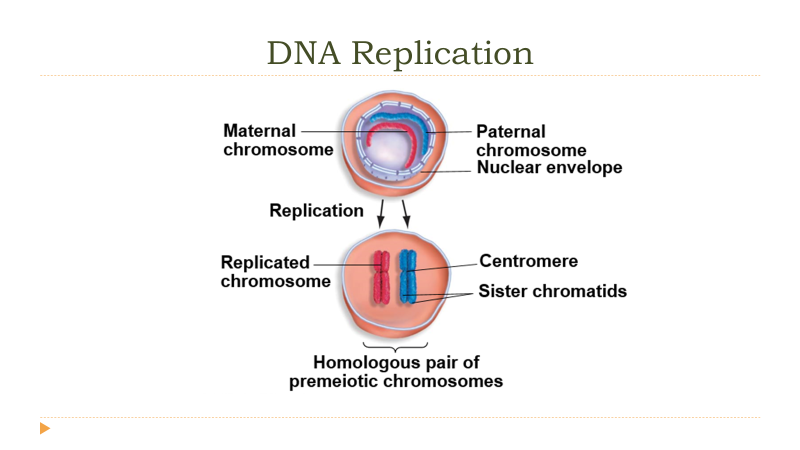 DNA Replication
Maternal
chromosome
Paternal
chromosome
Nuclear envelope
Replication
Replicated
chromosome
Centromere
Sister chromatids
Homologous pair of
premeiotic chromosomes